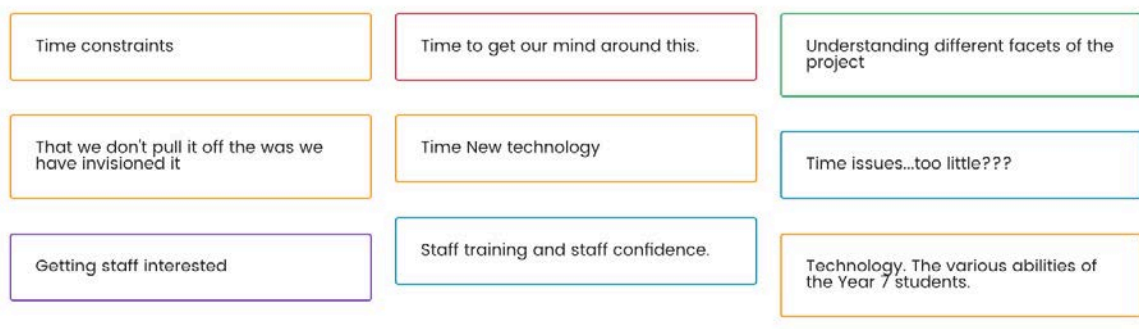 Time constraints
Time to get our mind around this.
Understanding different facets of the
project
That we don't pull it off the was we
have invisioned it
Time New technology
Time issues...too little???
Getting staff interested
Staff training and staff confidence.
Technology. The various abilities of
the Year 7 students.